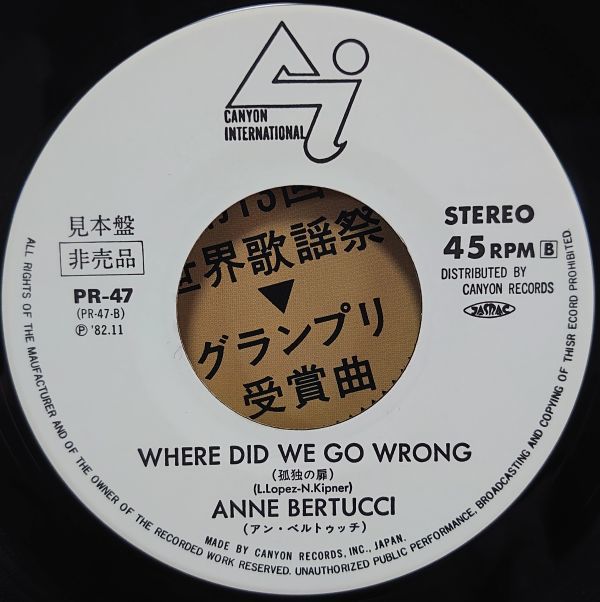 CANYON
INTERNATIONAL
見本盤
非売品
PR-47
(PR-47-B)
Ⓟ '82.11
STEREO
45 RPM B
DISTRIBUTED BY
CANYON RECORDS
JASRAC
13回
世界歌謡祭
▼
グランプリ
受賞曲
WHERE DID WE GO WRONG
(孤独の扉)
(L.Lopez-N.Kipner)
ANNE BERTUCCI
(アン・ベルトゥッチ)
MADE BY CANYON RECORDS, INC., JAPAN.
ALL RIGHTS OF THE MAUFACTURER AND OF THE OWNER OF THE RECORDED WORK RESERVED. UNAUTHORIZED PUBLIC PERFORMANCE, BROADCASTING AND COPYING OF THISR ECORD PROHIBITED.